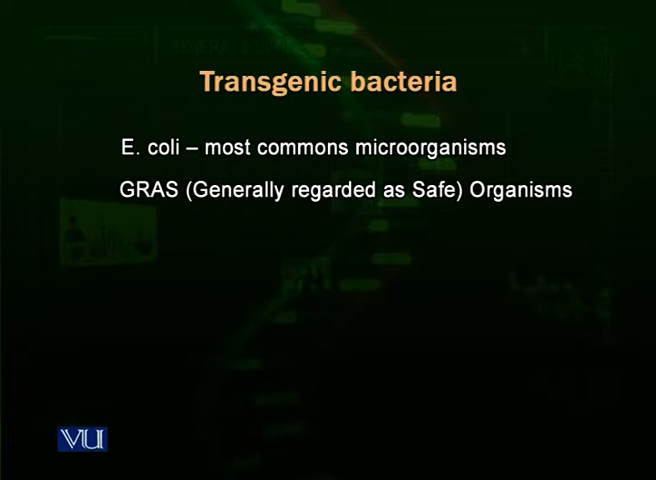 Transgenic bacteria
E. coli – most commons microorganisms
GRAS (Generally regarded as Safe) Organisms
VU